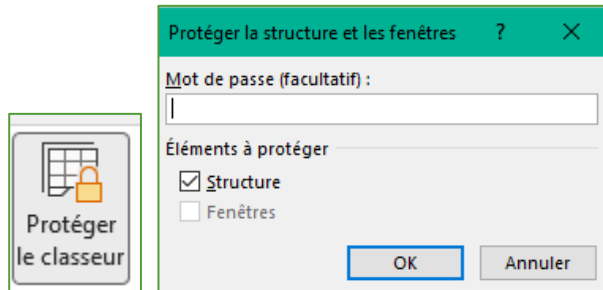 Protéger
le classeur
Protéger la structure et les fenêtres ?
Mot de passe (facultatif) :
Éléments à protéger
Structure
Fenêtres
OK Annuler